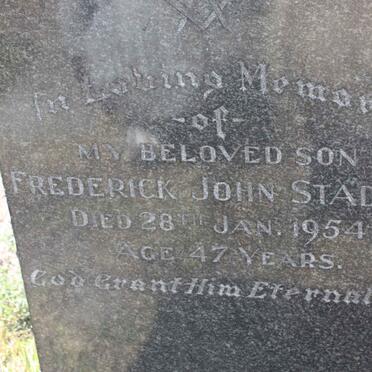 In Loving Memor
-of-
MY BELOVED SON
FREDERICK JOHN STAD
DIED 28TH JAN. 1954
AGE 47 YEARS.
God Grant Him Eternal